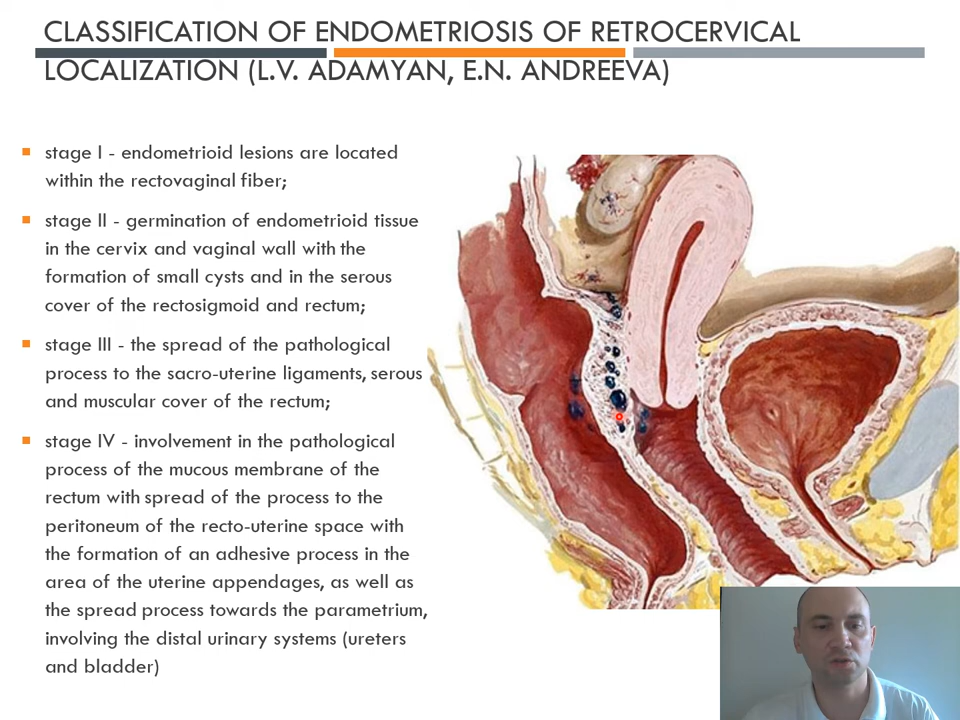 CLASSIFICATION OF ENDOMETRIOSIS OF RETROCERVICAL
LOCALIZATION (L.V. ADAMYAN, E.N. ANDREEVA)
stage I - endometrioid lesions are located
within the rectovaginal fiber;
stage II - germination of endometrioid tissue
in the cervix and vaginal wall with the
formation of small cysts and in the serous
cover of the rectosigmoid and rectum;
stage III - the spread of the pathological
process to the sacro-uterine ligaments, serous
and muscular cover of the rectum;
stage IV - involvement in the pathological
process of the mucous membrane of the
rectum with spread of the process to the
peritoneum of the recto-uterine space with
the formation of an adhesive process in the
area of the uterine appendages, as well as
the spread process towards the parametrium,
involving the distal urinary systems (ureters
and bladder)